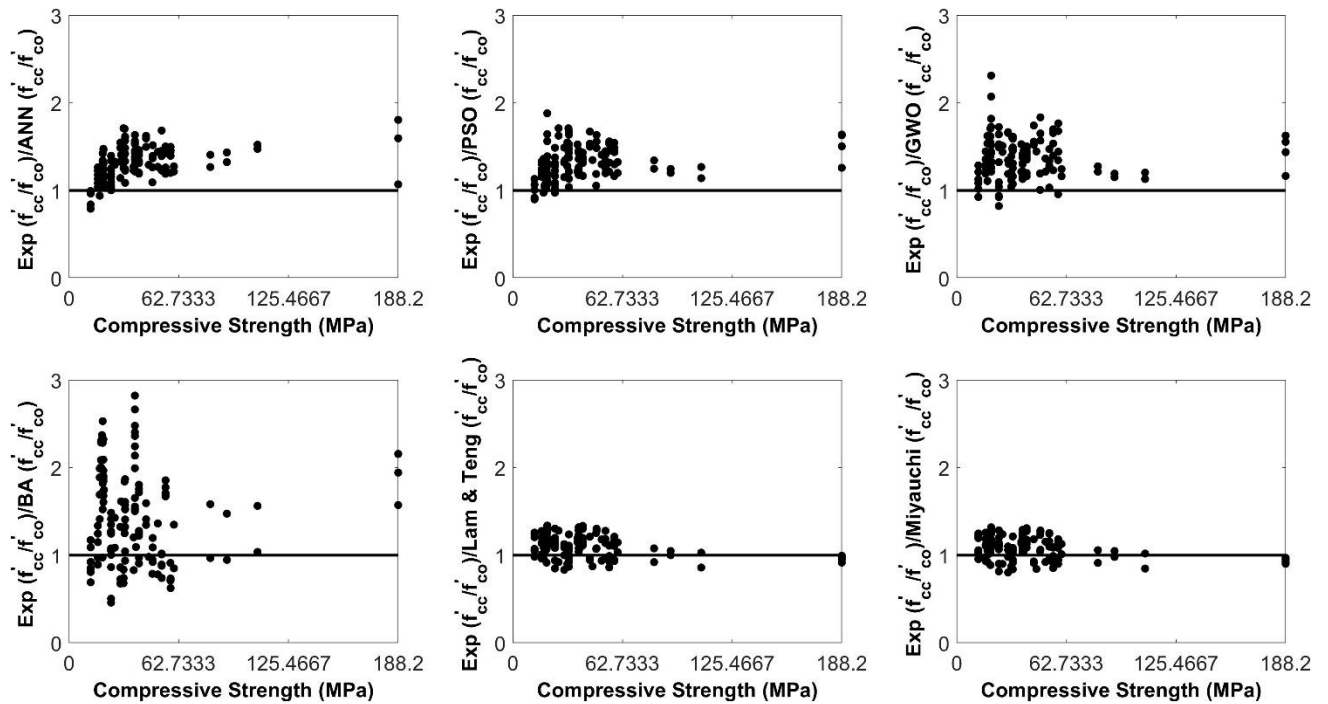 Exp (f'cc/f'co)/ANN (f'cc/f'co)
3
2
1
0
0 62.7333 125.4667 188.2
Compressive Strength (MPa)
Exp (f'cc/f'co)/PSO (f'cc/f'co)
3
2
1
0
0 62.7333 125.4667 188.2
Compressive Strength (MPa)
Exp (f'cc/f'co)/GWO (f'cc/f'co)
3
2
1
0
0 62.7333 125.4667 188.2
Compressive Strength (MPa)
Exp (f'cc/f'co)/BA (f'cc/f'co)
3
2
1
0
0 62.7333 125.4667 188.2
Compressive Strength (MPa)
Exp (f'cc/f'co)/Lam & Teng (f'cc/f'co)
3
2
1
0
0 62.7333 125.4667 188.2
Compressive Strength (MPa)
Exp (f'cc/f'co)/Miyauchi (f'cc/f'co)
3
2
1
0
0 62.7333 125.4667 188.2
Compressive Strength (MPa)